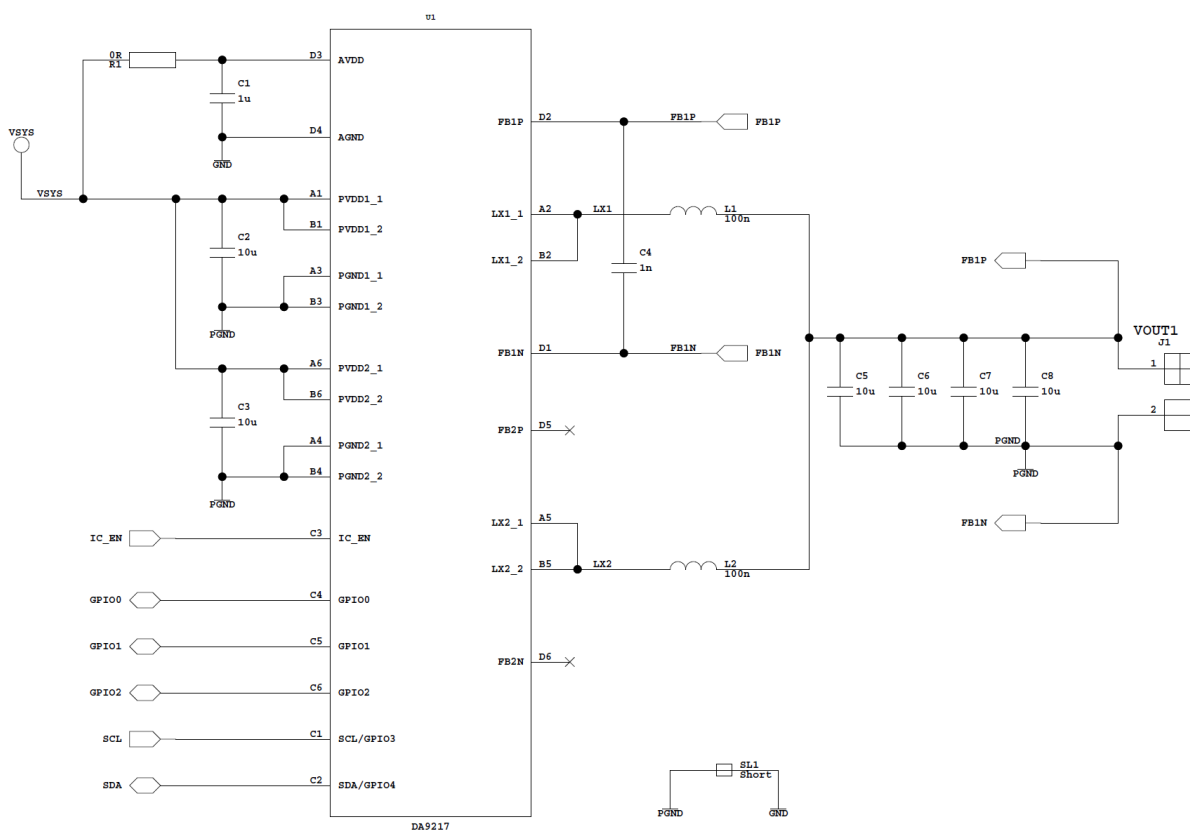 U1
0R
R1
D3
AVDD
C1
1u
D4
AGND
GND
VSYS
VSYS
A1
PVDD1_1
B1
PVDD1_2
C2
10u
A3
PGND1_1
B3
PGND1_2
PGND
A6
PVDD2_1
B6
PVDD2_2
C3
10u
A4
PGND2_1
B4
PGND2_2
PGND
IC_EN
C3
IC_EN
GPIO0
C4
GPIO0
GPIO1
C5
GPIO1
GPIO2
C6
GPIO2
SCL
C1
SCL/GPIO3
SDA
C2
SDA/GPIO4
DA9217
FB1P
D2
FB1P
FB1P
LX1_1
A2
LX1
L1
100n
LX1_2
B2
C4
1n
FB1N
D1
FB1N
FB1N
FB2P
D5
LX2_1
A5
LX2_2
B5
LX2
L2
100n
FB2N
D6
FB1P
VOUT1
J1
1
2
C5
10u
C6
10u
C7
10u
C8
10u
PGND
PGND
FB1N
SL1
Short
PGND
GND